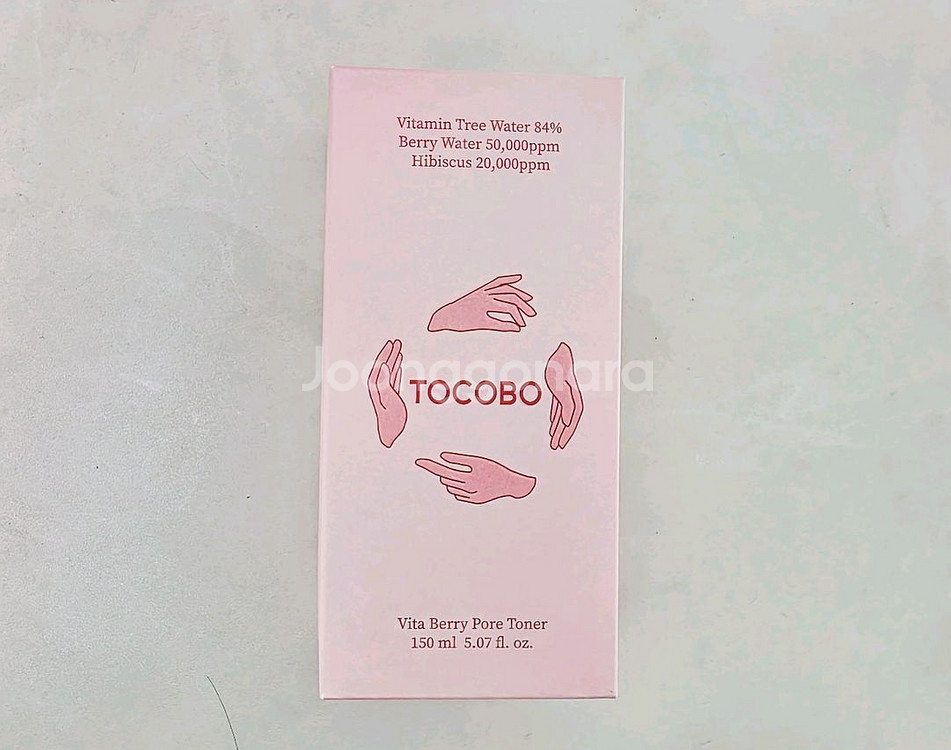 Vitamin Tree Water 84%
Berry Water 50,000ppm
Hibiscus 20,000ppm
Joonggonara
TOCOBO
Vita Berry Pore Toner
150 ml 5.07 fl. oz.